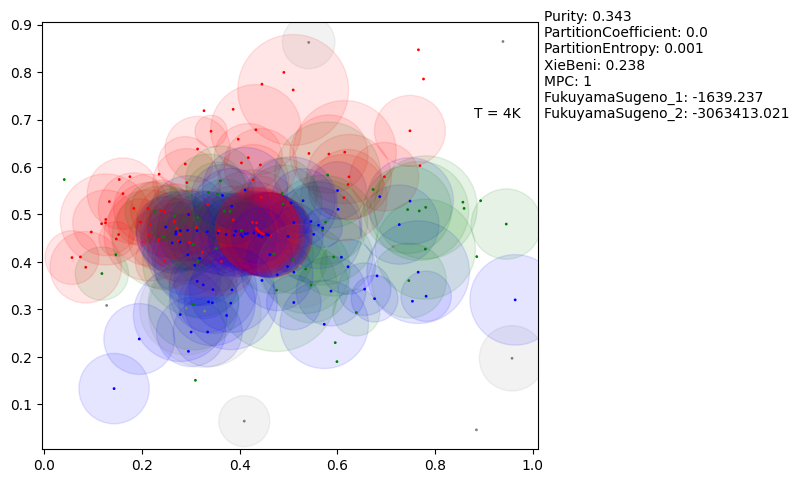 Purity: 0.343
PartitionCoefficient: 0.0
PartitionEntropy: 0.001
XieBeni: 0.238
MPC: 1
FukuyamaSugeno_1: -1639.237
FukuyamaSugeno_2: -3063413.021
T = 4K
0.9
0.8
0.7
0.6
0.5
0.4
0.3
0.2
0.1
0.0 0.2 0.4 0.6 0.8 1.0